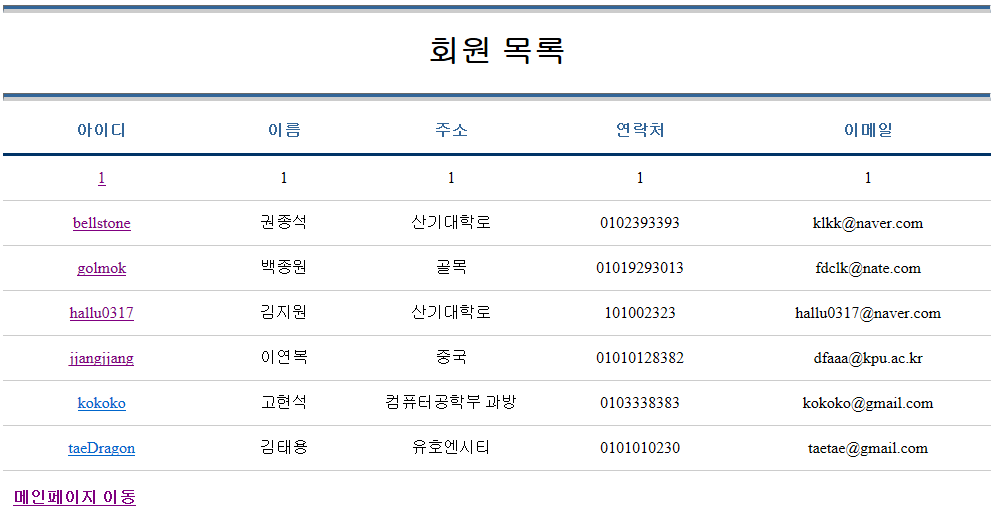 회원 목록
아이디 이름 주소 연락처 이메일
1 1 1 1 1
bellstone 권종석 산기대학로 0102393393 klkk@naver.com
golmok 백종원 골목 01019293013 fdclk@nate.com
hallu0317 김지원 산기대학로 101002323 hallu0317@naver.com
jjangjjang 이연복 중국 01010128382 dfaaa@kpu.ac.kr
kokoko 고현석 컴퓨터공학부 과방 0103338383 kokoko@gmail.com
taeDragon 김태용 유호엔시티 0101010230 taetae@gmail.com
메인페이지 이동